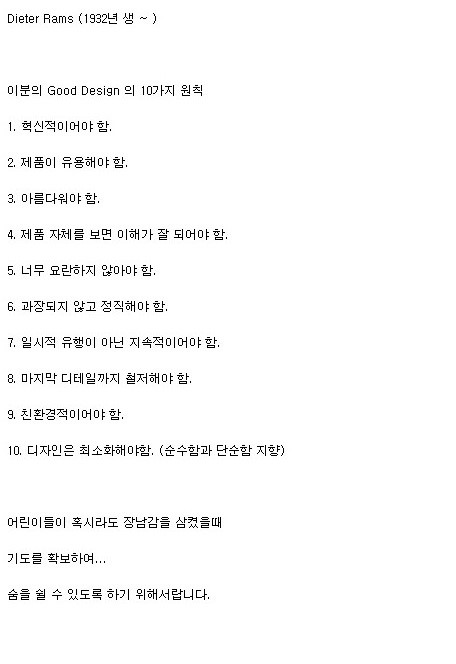 Dieter Rams (1932년 생 ~ )
이분의 Good Design 의 10가지 원칙
1. 혁신적이어야 함.
2. 제품이 유용해야 함.
3. 아름다워야 함.
4. 제품 자체를 보면 이해가 잘 되어야 함.
5. 너무 요란하지 않아야 함.
6. 과장되지 않고 정직해야 함.
7. 일시적 유행이 아닌 지속적이어야 함.
8. 마지막 디테일까지 철저해야 함.
9. 친환경적이어야 함.
10. 디자인은 최소화해야함. (순수함과 단순함 지향)
어린이들이 혹시라도 장남감을 삼켰을때
기도를 확보하여...
숨을 쉴 수 있도록 하기 위해서랍니다.